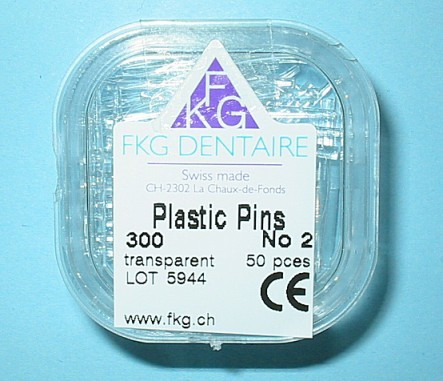 F
KG
FKG DENTAIRE
Swiss made
CH-2302 La Chaux-de-Fonds
Plastic Pins
300 No 2
transparent 50 pces
LOT 5944
CE
www.fkg.ch